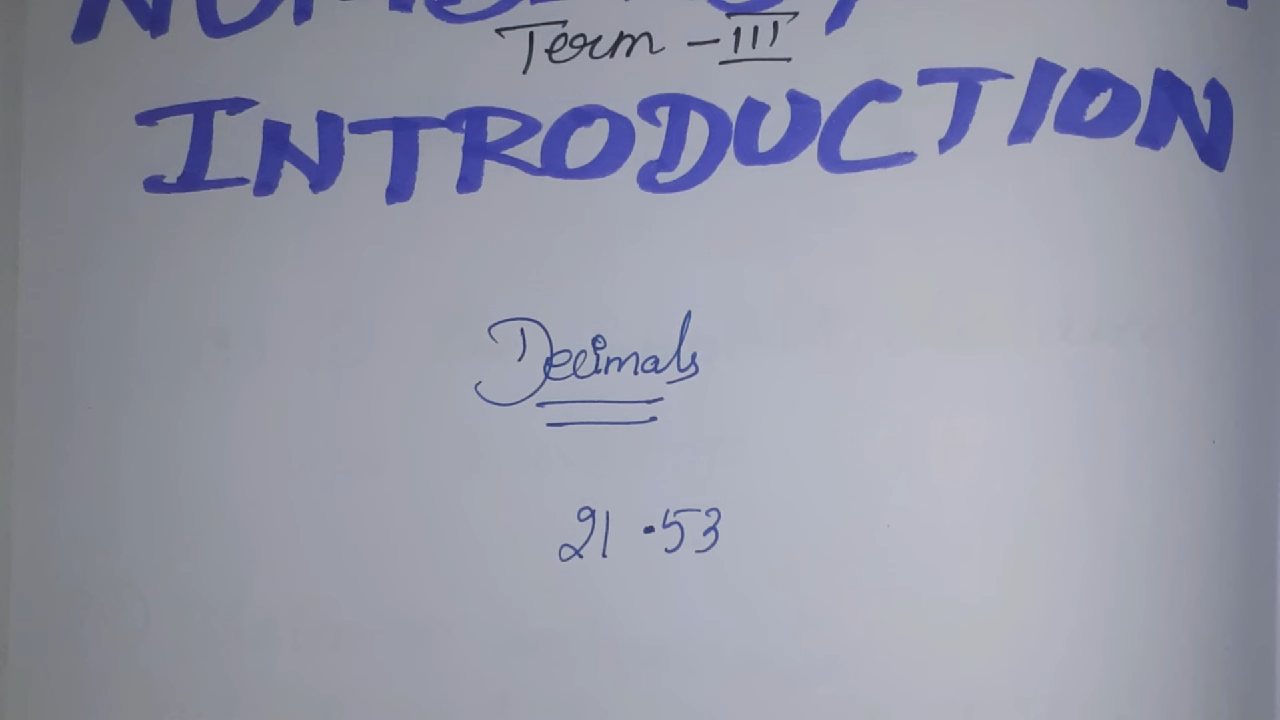 Term - III
INTRODUCTION
Decimals
21 .53